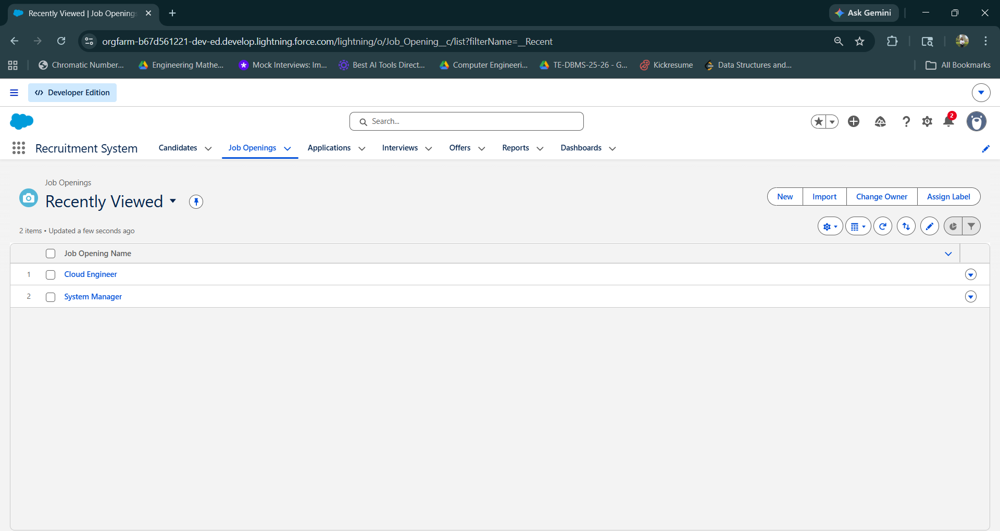 Recently Viewed | Job Opening
Ask Gemini
orgfarm-b67d561221-dev-ed.develop.lightning.force.com/lightning/o/Job_Opening__c/list?filterName=__Recent
Chromatic Number...
Engineering Mathe...
Mock Interviews: Im...
Best AI Tools Direct...
Computer Engineeri...
TE-DBMS-25-26 - G...
Kickresume
Data Structures and...
All Bookmarks
Developer Edition
Search...
2
Recruitment System
Candidates
Job Openings
Applications
Interviews
Offers
Reports
Dashboards
Job Openings
Recently Viewed
New
Import
Change Owner
Assign Label
2 items • Updated a few seconds ago
Job Opening Name
1 Cloud Engineer
2 System Manager